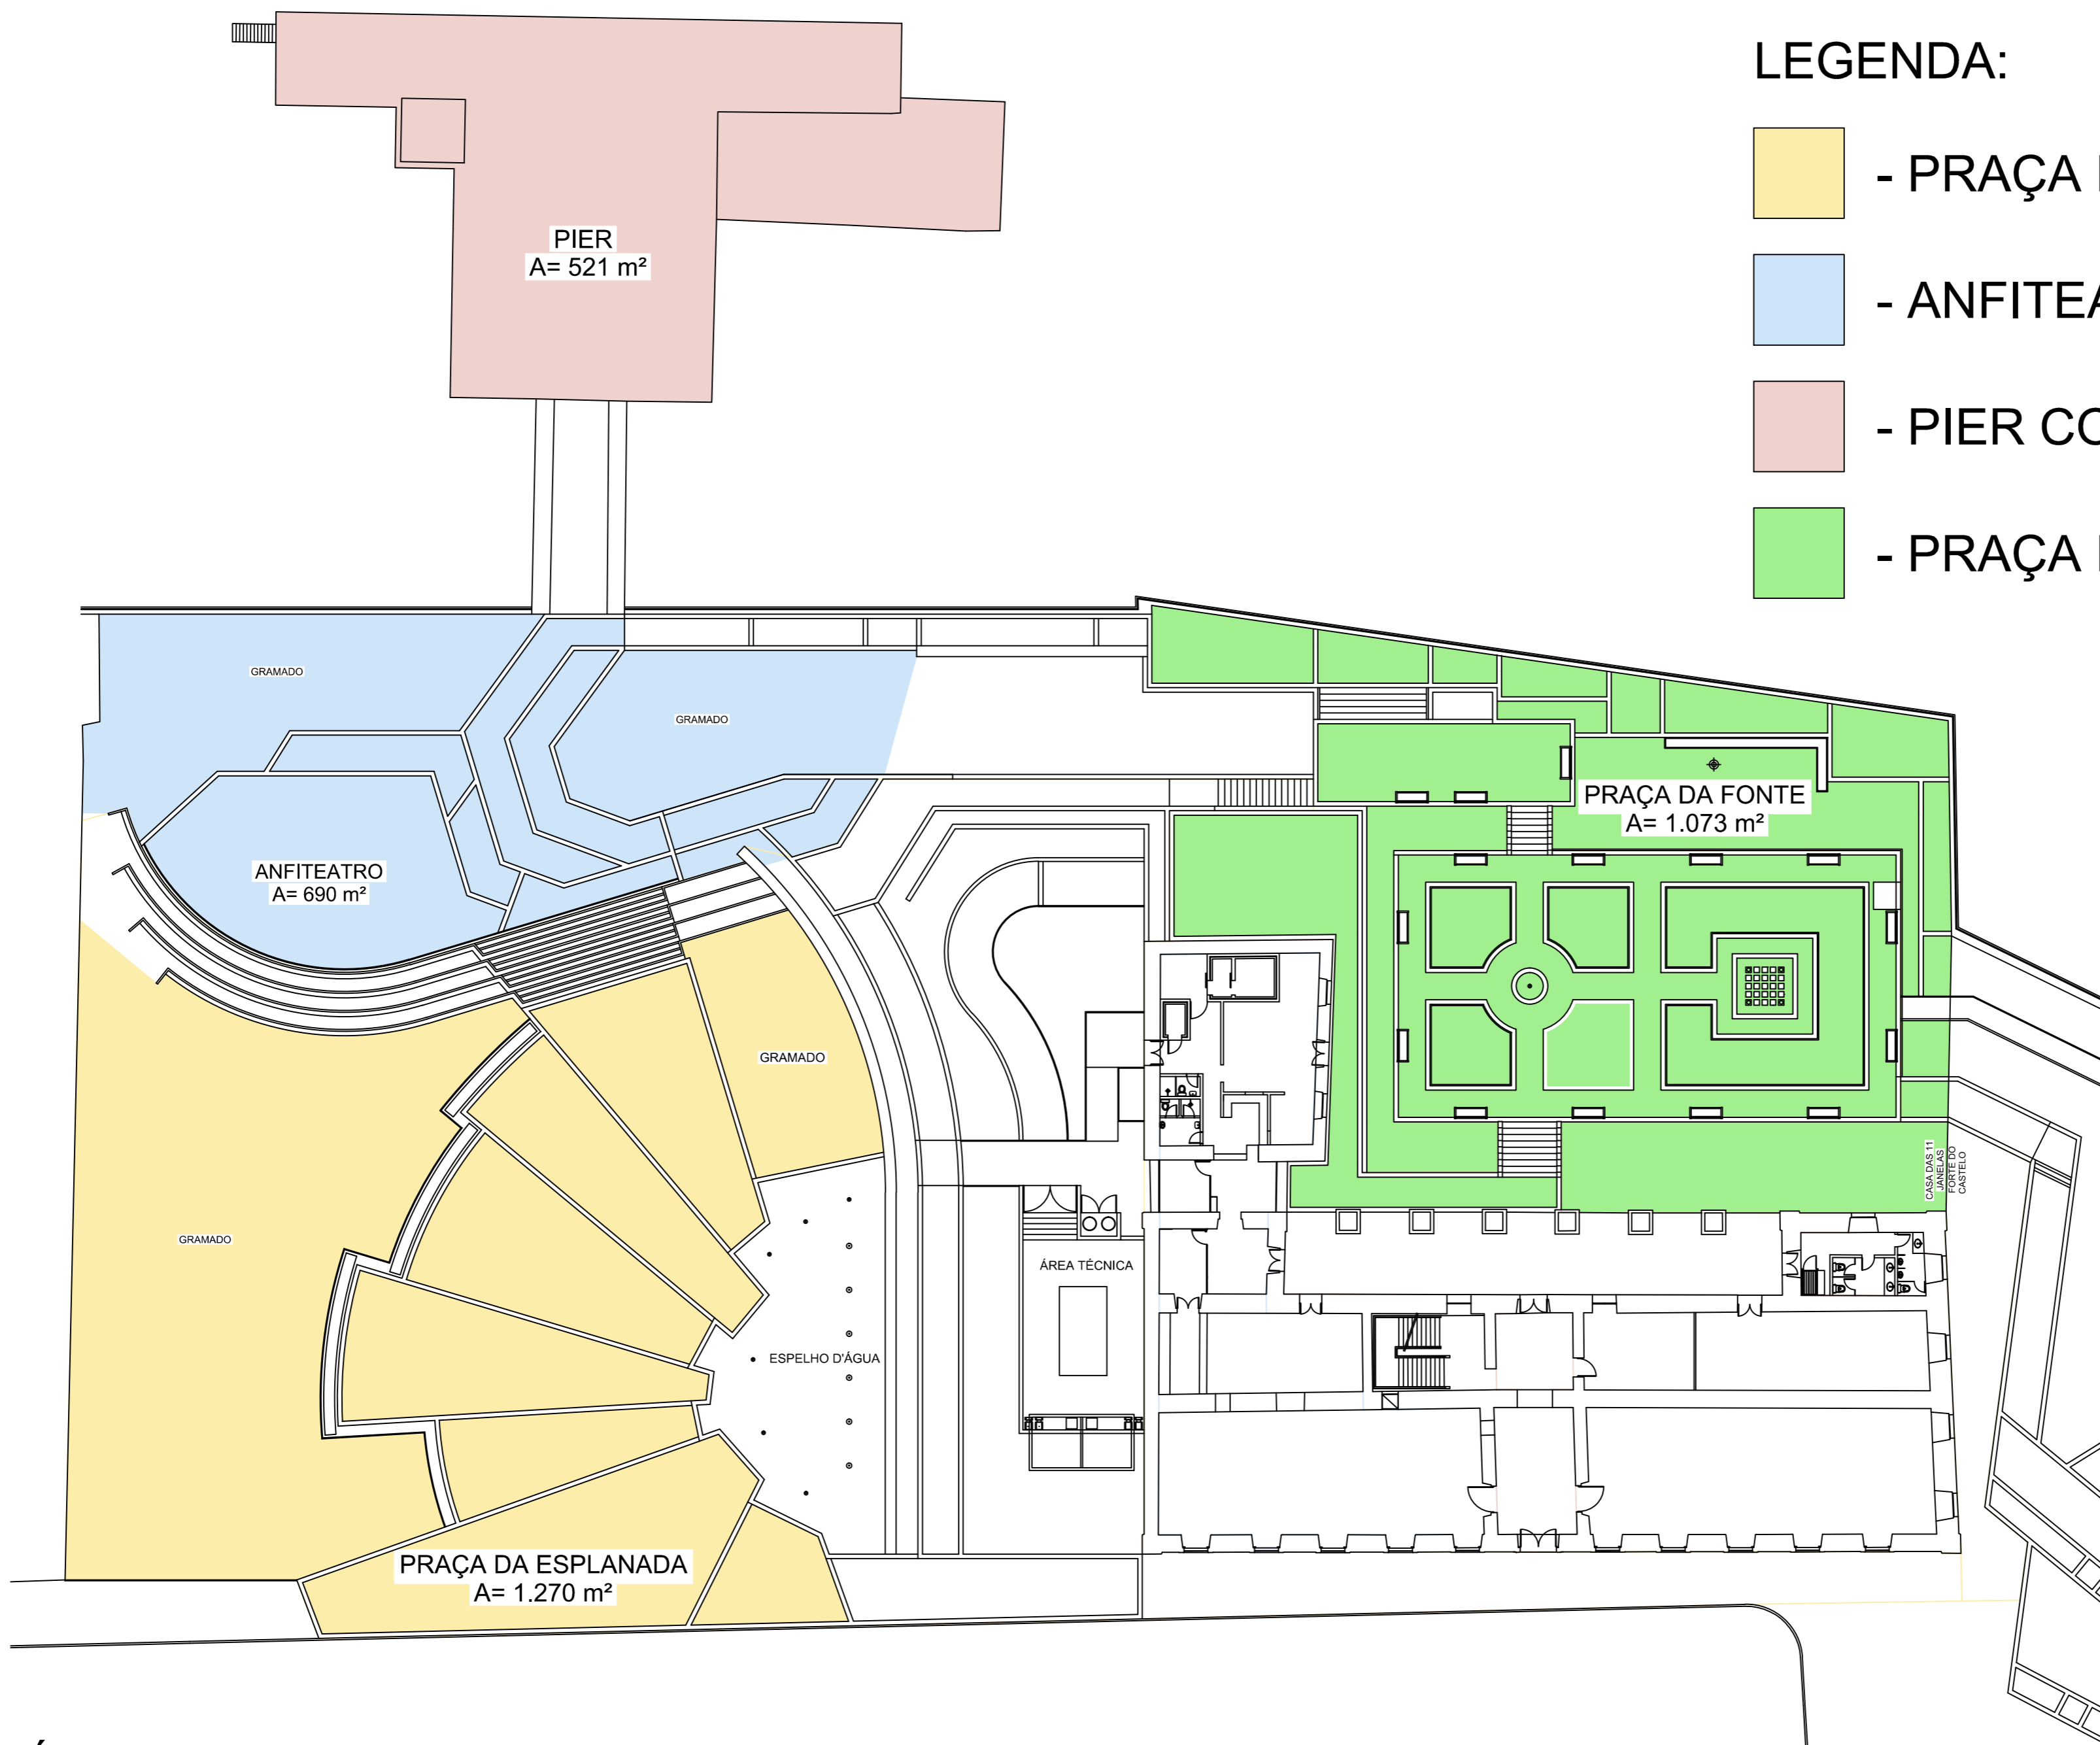 LEGENDA:
- PRAÇA
- ANFITEA
- PIER CO
- PRAÇA
PIER
A= 521 m²
GRAMADO
GRAMADO
PRAÇA DA FONTE
A= 1.073 m²
ANFITEATRO
A= 690 m²
GRAMADO
CASA DAS 11
JANELAS
FORTE DO
CASTELO
GRAMADO
ÁREA TÉCNICA
ESPELHO D'ÁGUA
PRAÇA DA ESPLANADA
A= 1.270 m²